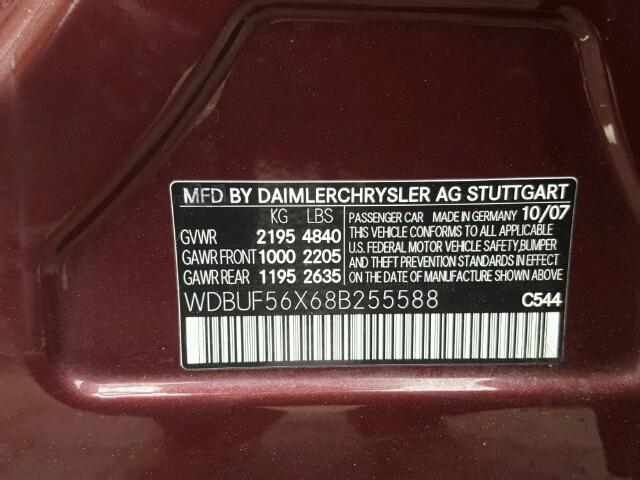 MFD BY DAIMLERCHRYSLER AG STUTTGART
KG LBS
GVWR 2195 4840
GAWR FRONT 1000 2205
GAWR REAR 1195 2635
PASSENGER CAR MADE IN GERMANY 10/07
THIS VEHICLE CONFORMS TO ALL APPLICABLE
U.S. FEDERAL MOTOR VEHICLE SAFETY,BUMPER
AND THEFT PREVENTION STANDARDS IN EFFECT
ON THE DATE OF MANUFACTURE SHOWN ABOVE.
WDBUF56X68B255588 C544